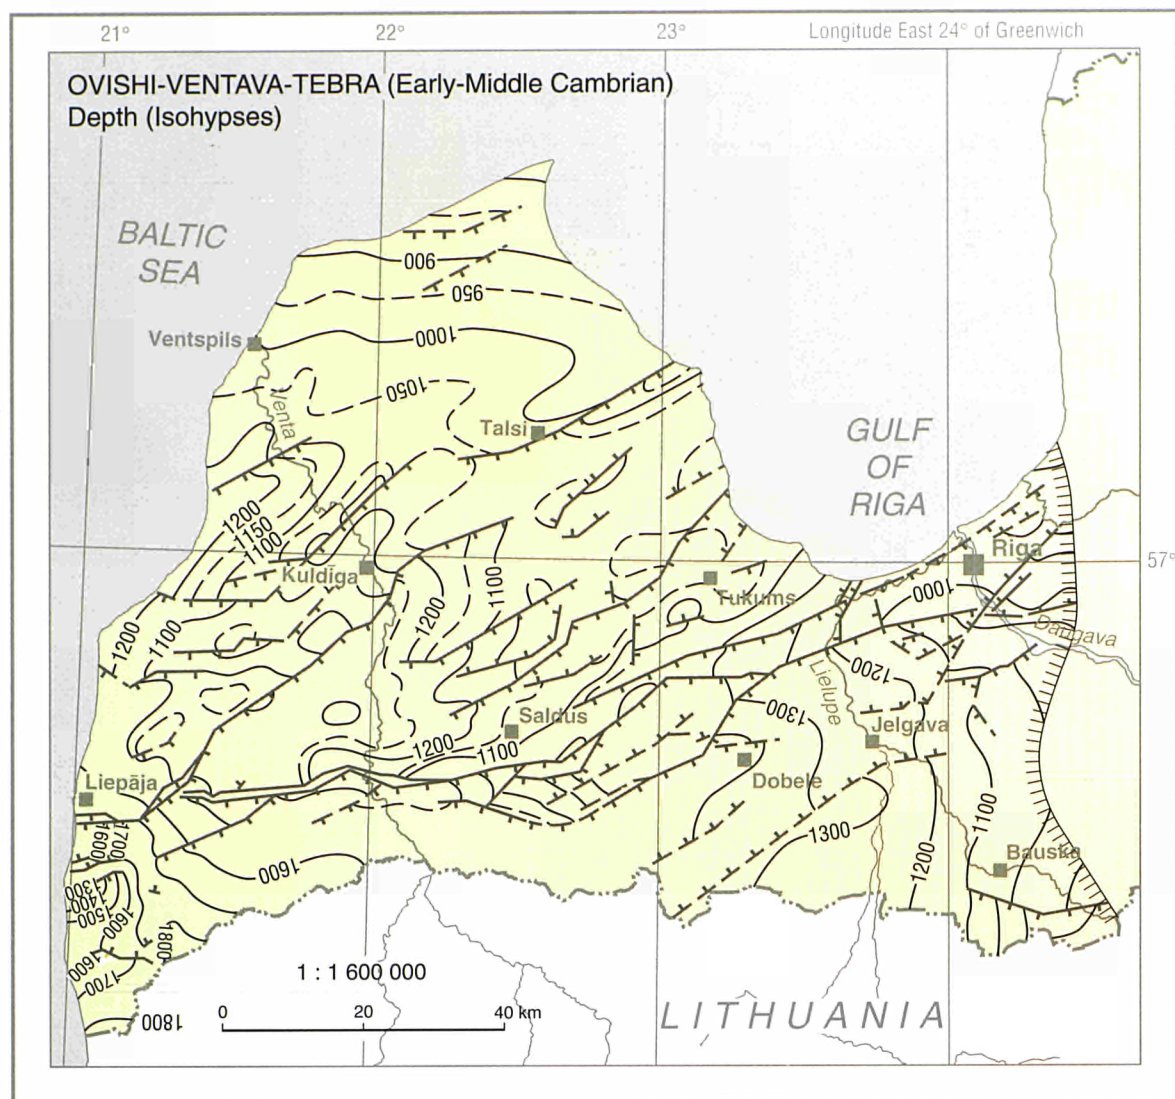 21°
22°
23°
Longitude East 24° of Greenwich
OVISHI-VENTAVA-TEBRA (Early-Middle Cambrian)
Depth (Isohypses)
BALTIC
SEA
900
950
Ventspils
1000
1050
Venta
Talsi
GULF
OF
RIGA
1200
1150
1100
Riga
57°
Kuldīga
1100
Tukums
1000
1200
Daugava
1200
1100
1200
Lielupe
1300
Saldus
Jelgava
1200
1100
Dobele
Liepāja
1100
1600
1700
1300
Bauska
1200
1600
1300
1400
1500
1600
1800
1600
1700
1 : 1 600 000
0
20
40 km
1800
LITHUANIA